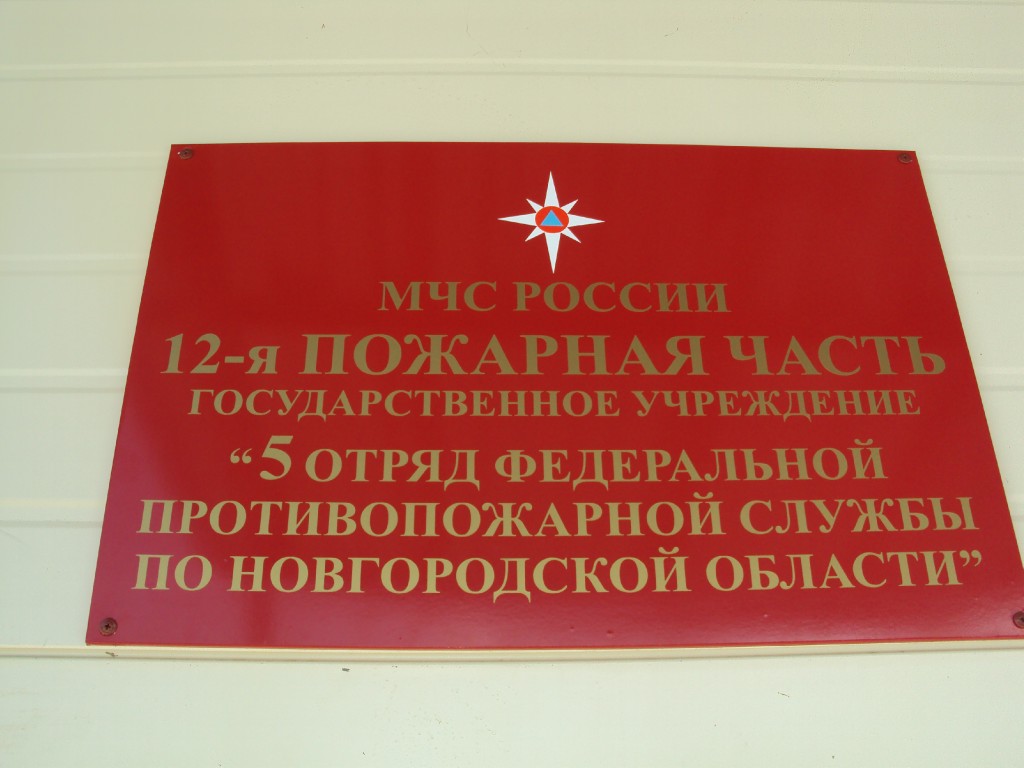 МЧС РОССИИ
12-я ПОЖАРНАЯ ЧАСТЬ
ГОСУДАРСТВЕННОЕ УЧРЕЖДЕНИЕ
“5 ОТРЯД ФЕДЕРАЛЬНОЙ
ПРОТИВОПОЖАРНОЙ СЛУЖБЫ
ПО НОВГОРОДСКОЙ ОБЛАСТИ”